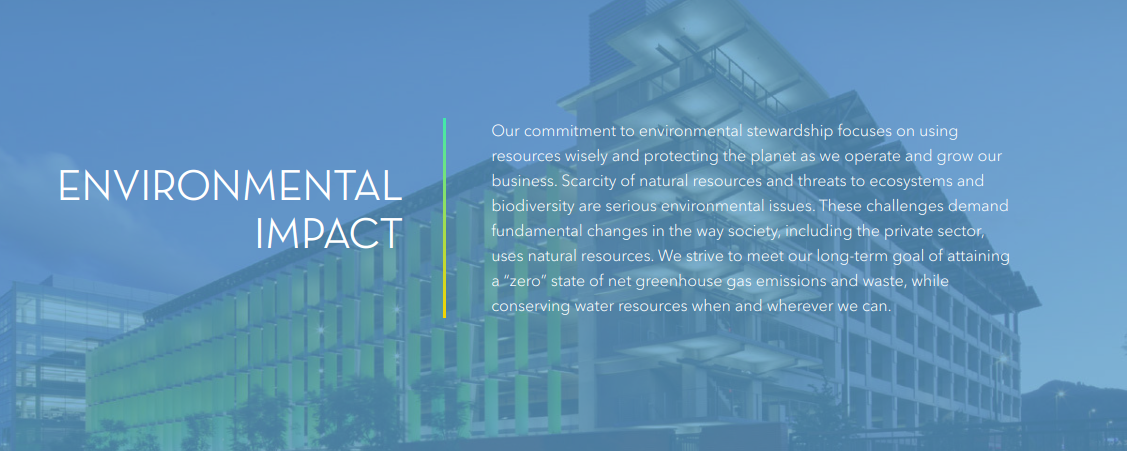 ENVIRONMENTAL
IMPACT
Our commitment to environmental stewardship focuses on using
resources wisely and protecting the planet as we operate and grow our
business. Scarcity of natural resources and threats to ecosystems and
biodiversity are serious environmental issues. These challenges demand
fundamental changes in the way society, including the private sector,
uses natural resources. We strive to meet our long-term goal of attaining
a “zero” state of net greenhouse gas emissions and waste, while
conserving water resources when and wherever we can.